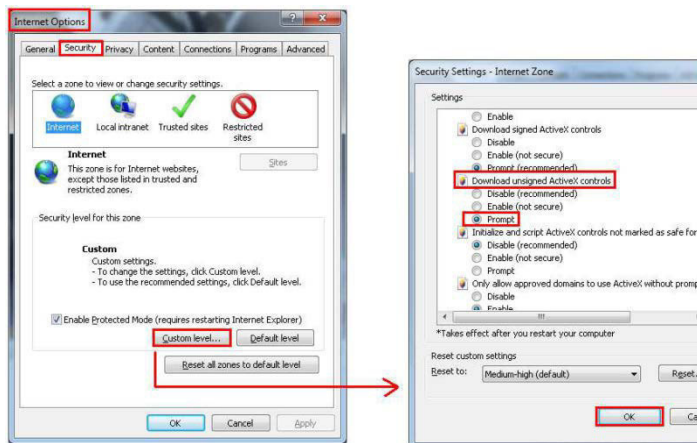 Internet Options
General Security Privacy Content Connections Programs Advanced
Select a zone to view or change security settings.
Internet Local intranet Trusted sites Restricted sites
Internet
This zone is for Internet websites,
except those listed in trusted and
restricted zones.
Sites
Security level for this zone
Custom
Custom settings.
- To change the settings, click Custom level.
- To use the recommended settings, click Default level.
Enable Protected Mode (requires restarting Internet Explorer)
Custom level... Default level
Reset all zones to default level
OK Cancel Apply
Security Settings - Internet Zone
Settings
Enable
Download signed ActiveX controls
Disable
Enable (not secure)
Prompt (recommended)
Download unsigned ActiveX controls
Disable (recommended)
Enable (not secure)
Prompt
Initialize and script ActiveX controls not marked as safe for
Disable (recommended)
Enable (not secure)
Prompt
Only allow approved domains to use ActiveX without promp
Disable
Enable
*Takes effect after you restart your computer
Reset custom settings
Reset to: Medium-high (default) Reset.
OK Ca